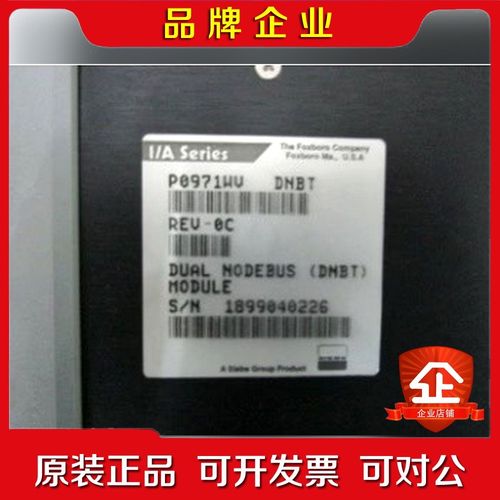 品牌企业
I/A Series
The Foxboro Company
Foxboro Ma., U.S.A
P0971WV DNBT
REV-0C
DUAL NODEBUS (DNBT)
MODULE
S/N 1899040226
A Siebe Group Product
企
企业店铺
原装正品 可开发票 可对公